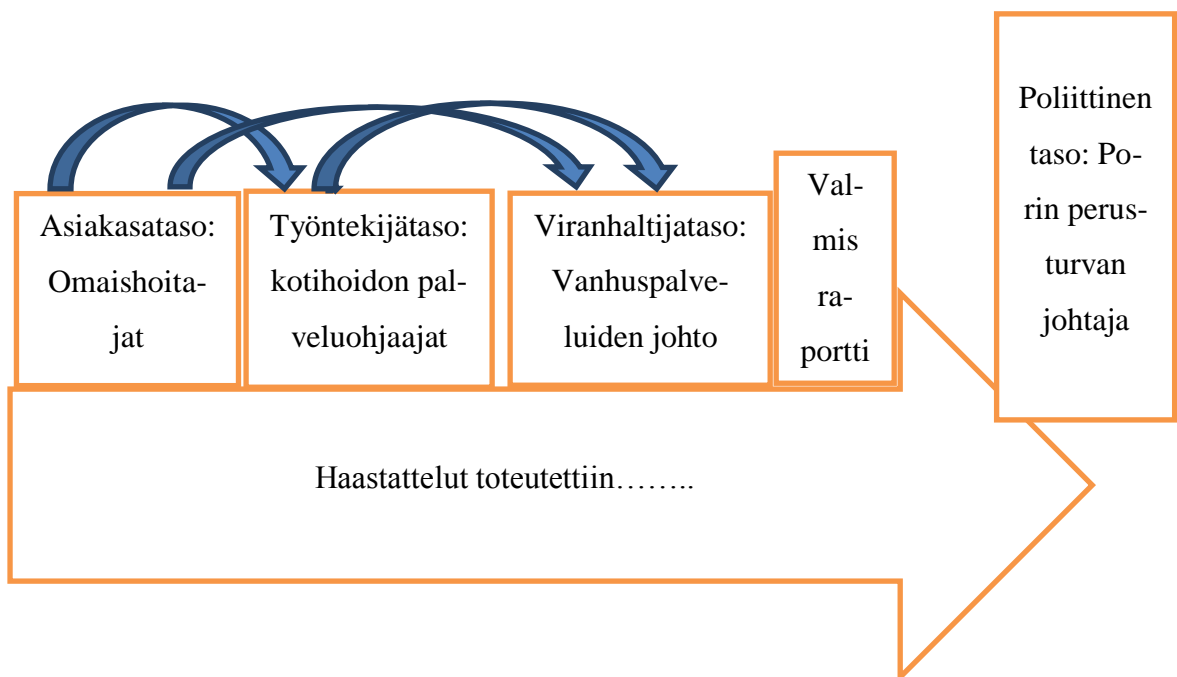 Asiakasataso:
Omaishoita-
jat
Työntekijätaso:
kotihoidon pal-
veluohjaajat
Viranhaltijataso:
Vanhuspalve-
luiden johto
Val-
mis
ra-
portti
Poliittinen
taso: Po-
rin perus-
turvan
johtaja
Haastattelut toteutettiin……..